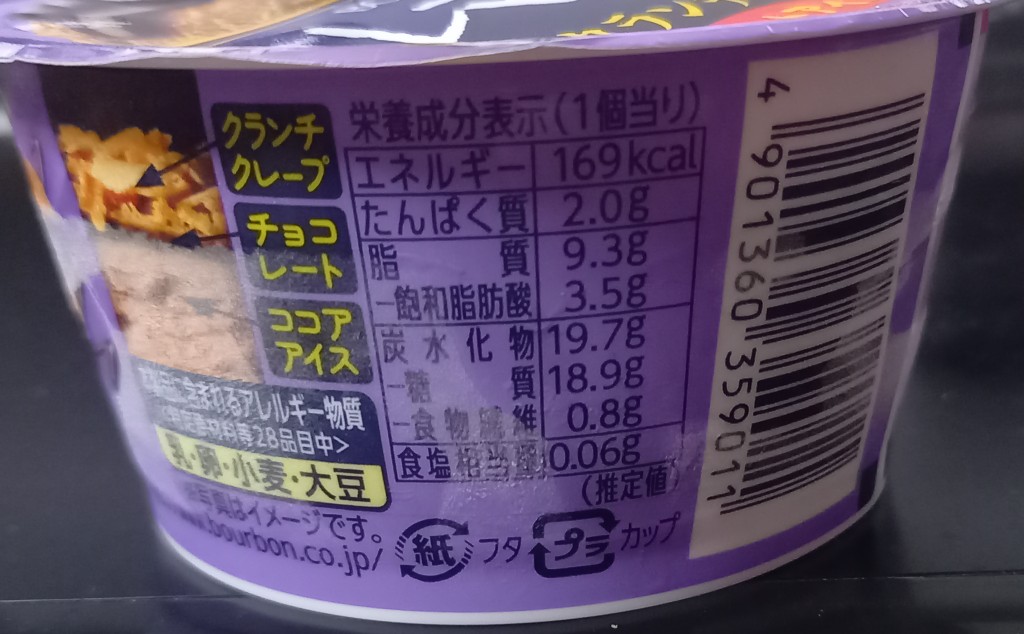 クランチ
クレープ
チョコ
レート
ココア
アイス
含まれるアレルギー物質
28品目中>
乳・卵・小麦・大豆
写真はイメージです。
www.bourbon.co.jp/
栄養成分表示(1個当り)
エネルギー 169kcal
たんぱく質 2.0g
脂質 9.3g
-飽和脂肪酸 3.5g
炭水化物 19.7g
-糖質 18.9g
-食物繊維 0.8g
食塩相当量 0.06g
(推定値)
紙 フタ プラ カップ
4 901360 359011